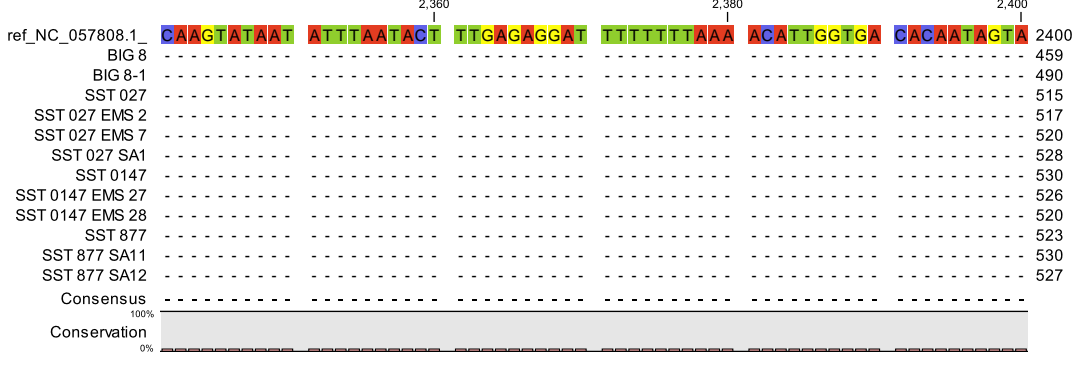 2,360 2,380 2,400
ref_NC_057808.1_ CAAGTATAAT ATTTAATACT TTGAGAGGAT TTTTTTTAAA ACATTGGTGA CACAATAGTA 2400
BIG 8 ---------- ---------- ---------- ---------- ---------- ---------- 459
BIG 8-1 ---------- ---------- ---------- ---------- ---------- ---------- 490
SST 027 ---------- ---------- ---------- ---------- ---------- ---------- 515
SST 027 EMS 2 ---------- ---------- ---------- ---------- ---------- ---------- 517
SST 027 EMS 7 ---------- ---------- ---------- ---------- ---------- ---------- 520
SST 027 SA1 ---------- ---------- ---------- ---------- ---------- ---------- 528
SST 0147 ---------- ---------- ---------- ---------- ---------- ---------- 530
SST 0147 EMS 27 ---------- ---------- ---------- ---------- ---------- ---------- 526
SST 0147 EMS 28 ---------- ---------- ---------- ---------- ---------- ---------- 520
SST 877 ---------- ---------- ---------- ---------- ---------- ---------- 523
SST 877 SA11 ---------- ---------- ---------- ---------- ---------- ---------- 530
SST 877 SA12 ---------- ---------- ---------- ---------- ---------- ---------- 527
Consensus ---------- ---------- ---------- ---------- ---------- ----------
100%
Conservation
0%